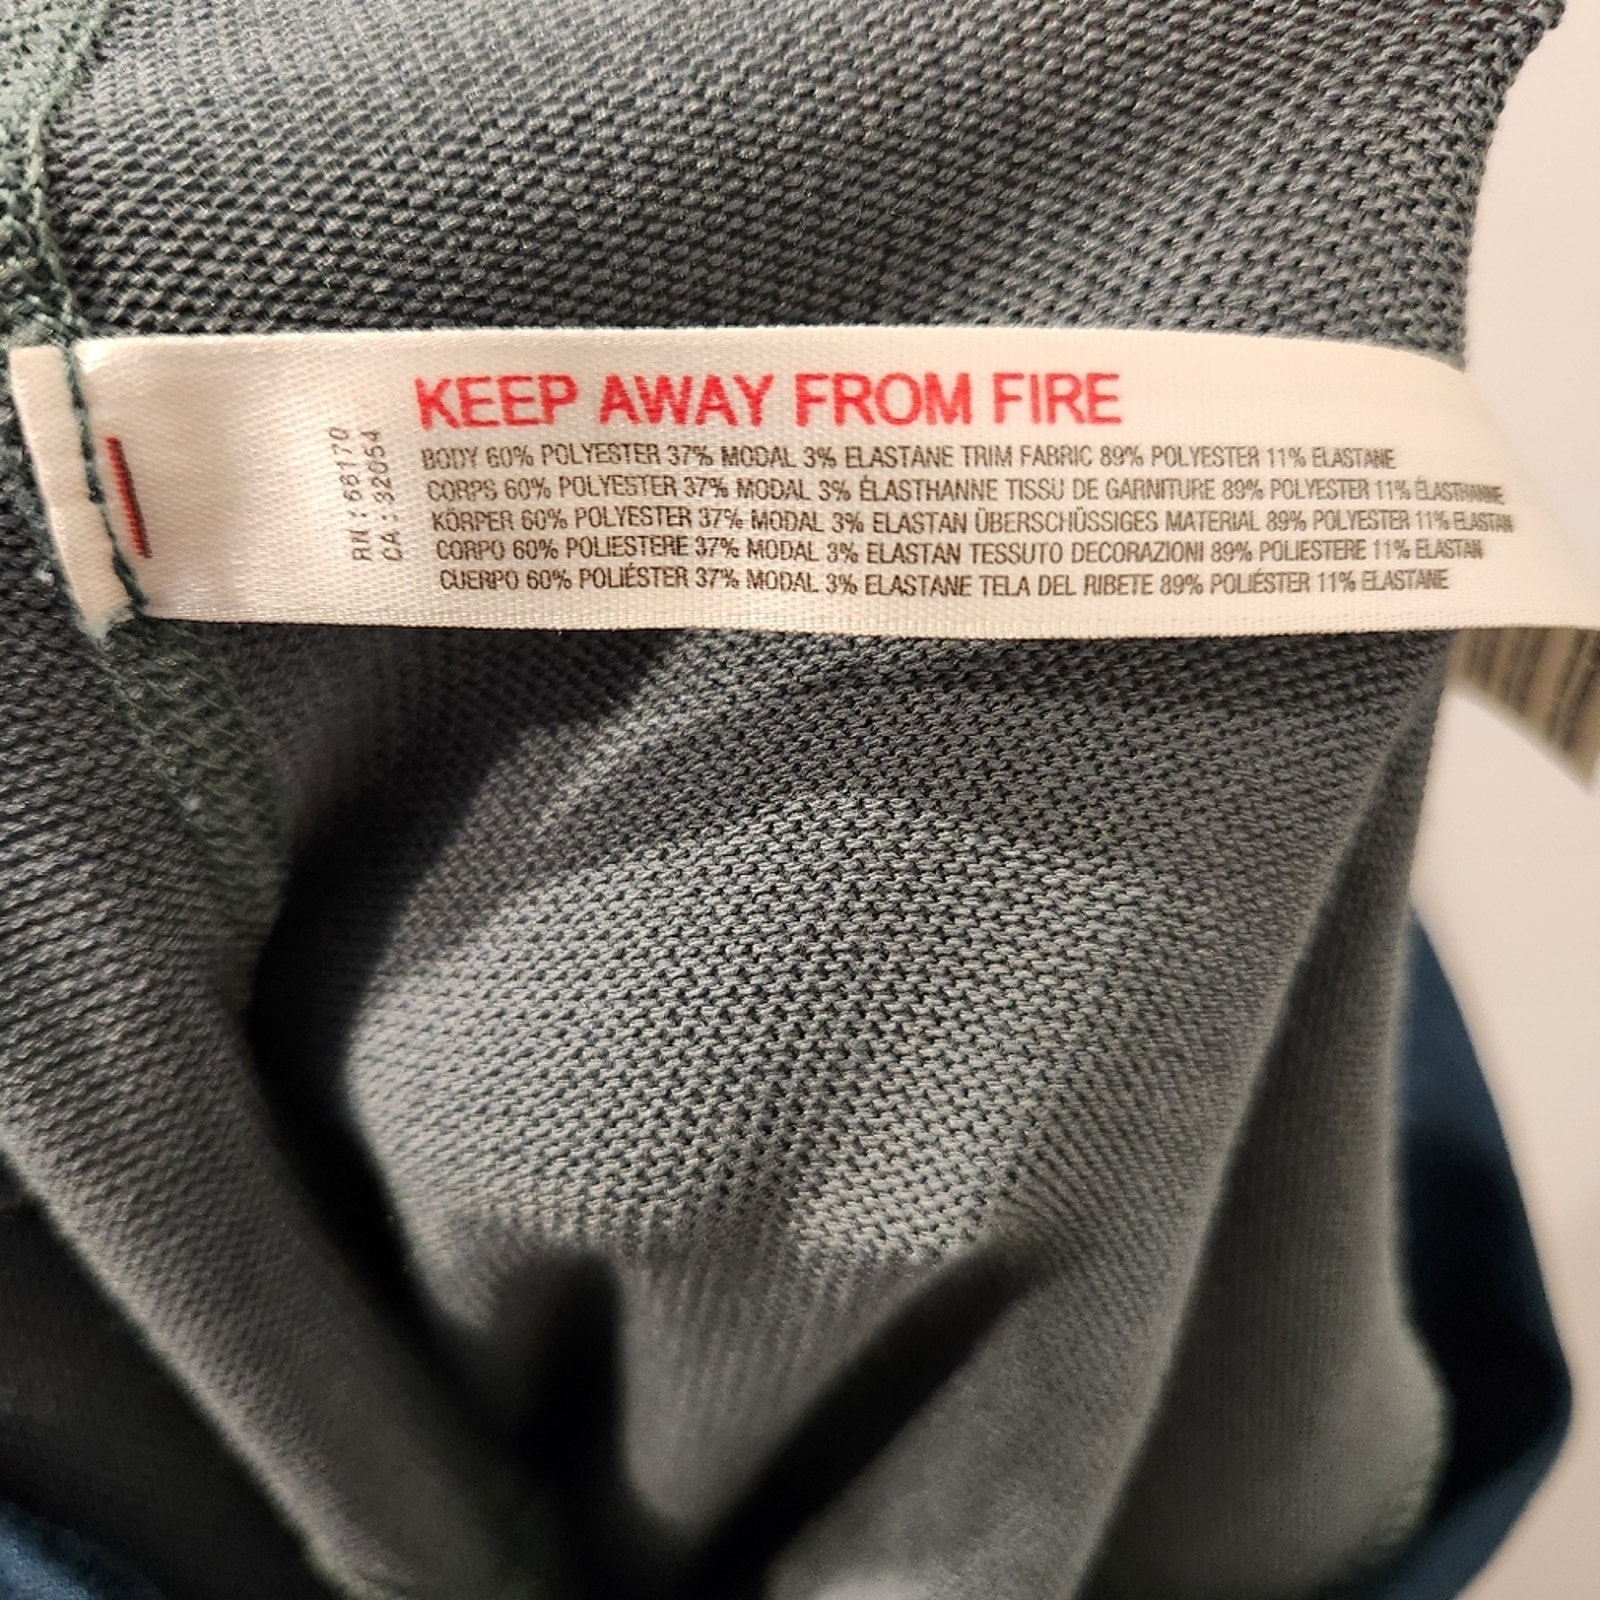 KEEP AWAY FROM FIRE
BODY 60% POLYESTER 37% MODAL 3% ELASTANE TRIM FABRIC 89% POLYESTER 11% ELASTANE
CORPS 60% POLYESTER 37% MODAL 3% ÉLASTHANNE TISSU DE GARNITURE 89% POLYESTER 11% ÉLASTHANNE
KÖRPER 60% POLYESTER 37% MODAL 3% ELASTAN ÜBERSCHÜSSIGES MATERIAL 89% POLYESTER 11% ELASTAN
CORPO 60% POLIESTERE 37% MODAL 3% ELASTAN TESSUTO DECORAZIONI 89% POLIESTERE 11% ELASTAN
CUERPO 60% POLIÉSTER 37% MODAL 3% ELASTANE TELA DEL RIBETE 89% POLIÉSTER 11% ELASTANE
RN:66170
CA:32054